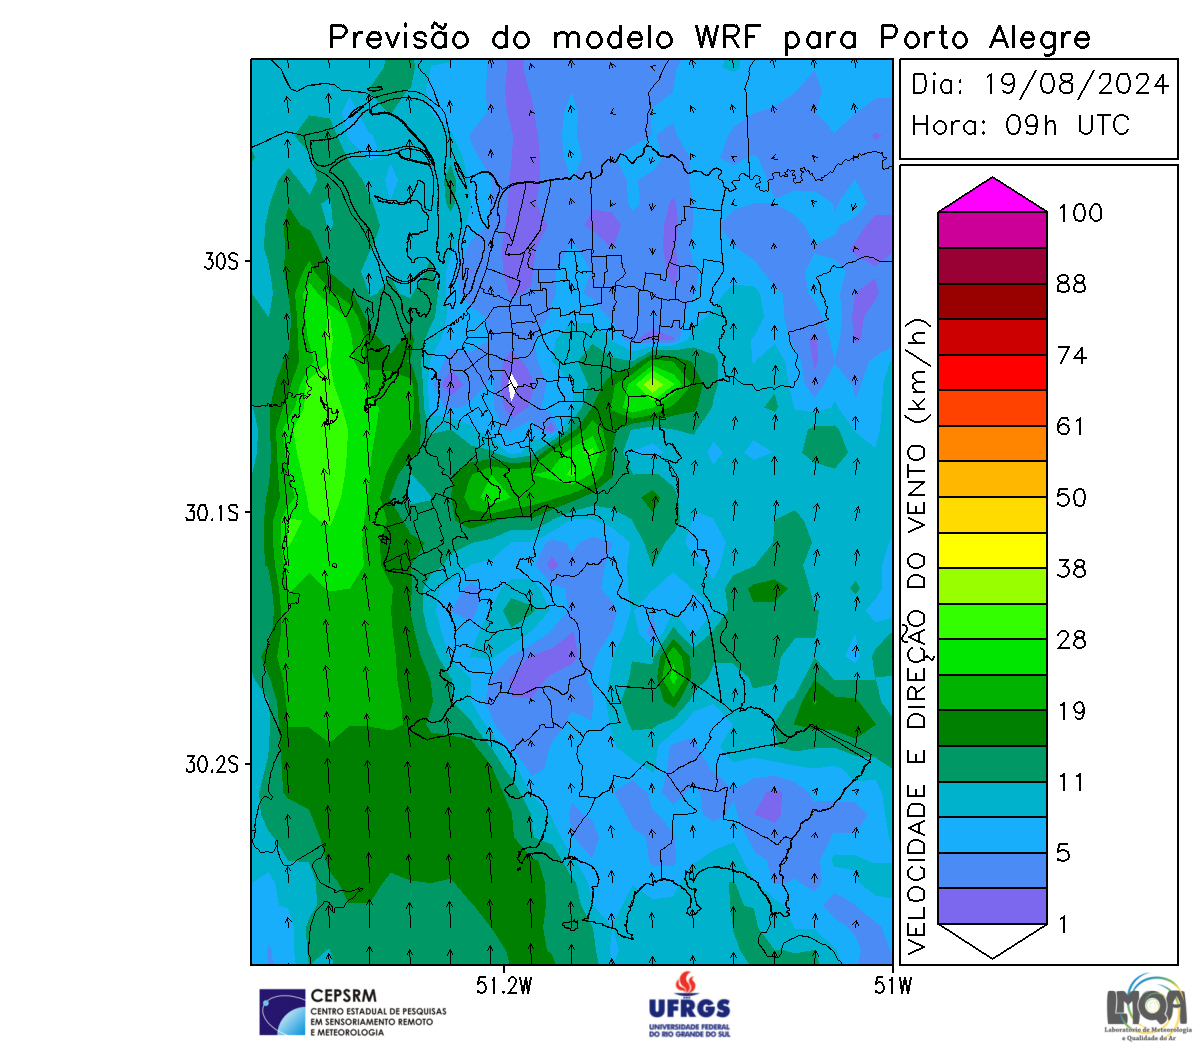 Previsão do modelo WRF para Porto Alegre
Dia: 19/08/2024
Hora: 09h UTC
30S
30.1S
30.2S
51.2W
51W
VELOCIDADE E DIREÇÃO DO VENTO (km/h)
100
88
74
61
50
38
28
19
11
5
1
CEPSRM
CENTRO ESTADUAL DE PESQUISAS
EM SENSORIAMENTO REMOTO
E METEOROLOGIA
UFRGS
UNIVERSIDADE FEDERAL
DO RIO GRANDE DO SUL
LMQA
Laboratório de Meteorologia
e Qualidade do Ar